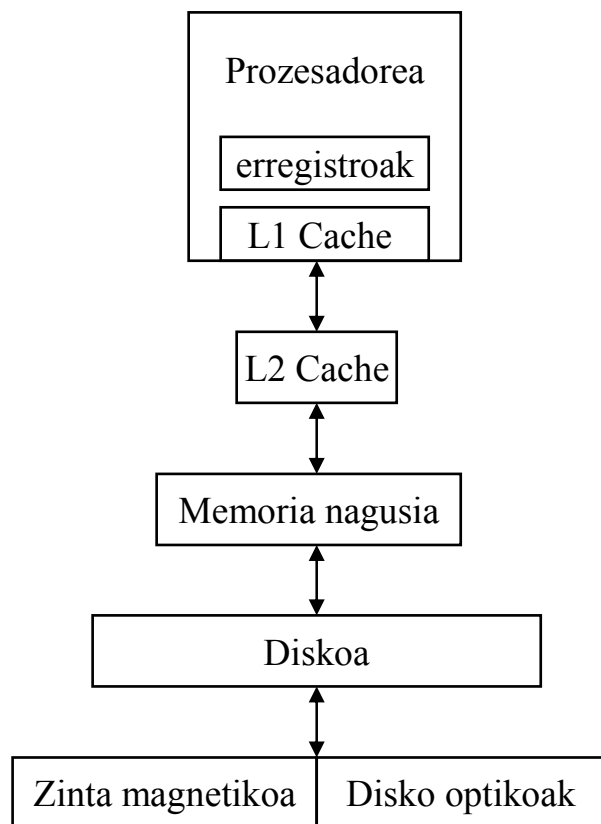 Prozesadorea
erregistroak
L1 Cache
L2 Cache
Memoria nagusia
Diskoa
Zinta magnetikoa
Disko optikoak